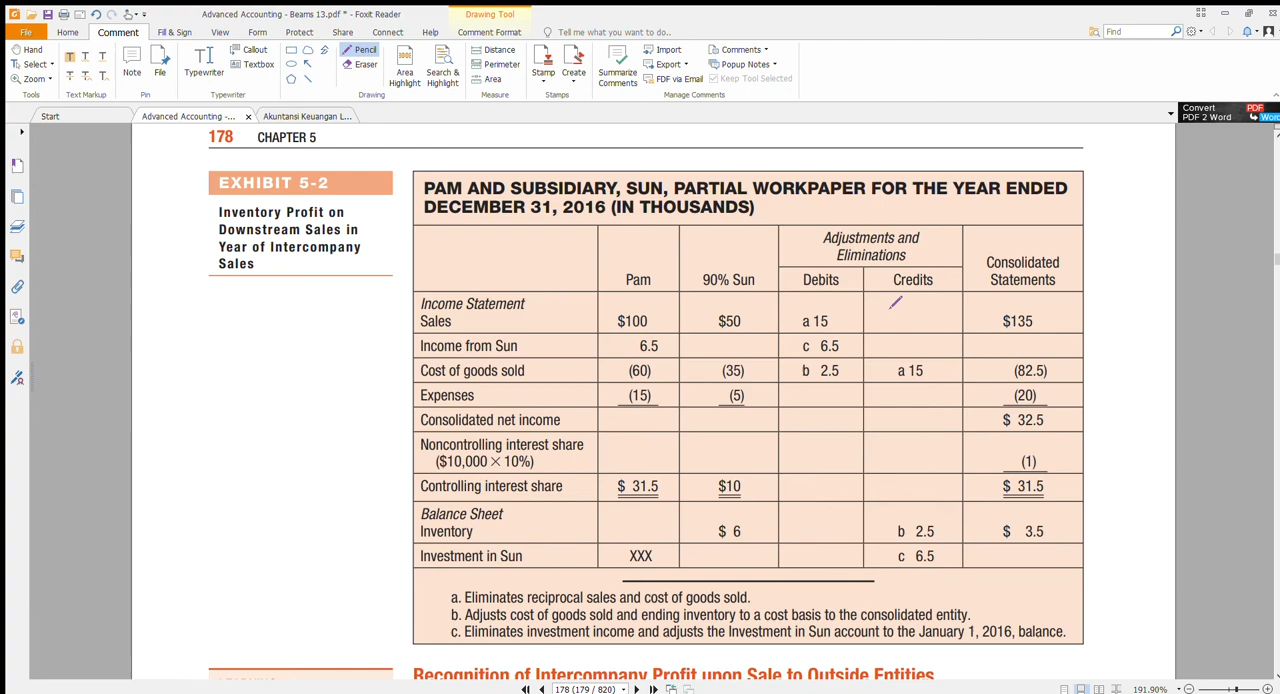 Advanced Accounting - Beams 13.pdf * - Foxit Reader
Drawing Tool
File Home Comment Fill & Sign View Form Protect Share Connect Help Comment Format Tell me what you want to do.. Find
Hand
Select
Zoom
Tools
Text Markup
Note
File
Pin
Typewriter
Callout
Textbox
Typewriter
Pencil
Eraser
Drawing
Area Highlight
Search & Highlight
Distance
Perimeter
Area
Measure
Stamp
Create
Stamps
Summarize Comments
Import
Export
FDF via Email
Comments
Popup Notes
Keep Tool Selected
Manage Comments
Start
Advanced Accounting -...
Akuntansi Keuangan L...
Convert PDF
PDF 2 Word Word
178 CHAPTER 5
EXHIBIT 5-2
Inventory Profit on
Downstream Sales in
Year of Intercompany
Sales
PAM AND SUBSIDIARY, SUN, PARTIAL WORKPAPER FOR THE YEAR ENDED
DECEMBER 31, 2016 (IN THOUSANDS)
Adjustments and
Eliminations
Consolidated
Pam 90% Sun Debits Credits Statements
Income Statement
Sales $100 $50 a 15 $135
Income from Sun 6.5 c 6.5
Cost of goods sold (60) (35) b 2.5 a 15 (82.5)
Expenses (15) (5) (20)
Consolidated net income $ 32.5
Noncontrolling interest share
($10,000 × 10%) (1)
Controlling interest share $ 31.5 $10 $ 31.5
Balance Sheet
Inventory $ 6 b 2.5 $ 3.5
Investment in Sun XXX c 6.5
a. Eliminates reciprocal sales and cost of goods sold.
b. Adjusts cost of goods sold and ending inventory to a cost basis to the consolidated entity.
c. Eliminates investment income and adjusts the Investment in Sun account to the January 1, 2016, balance.
Recognition of Intercompany Profit upon Sale to Outside Entities
178 (179 / 820)
191.90%